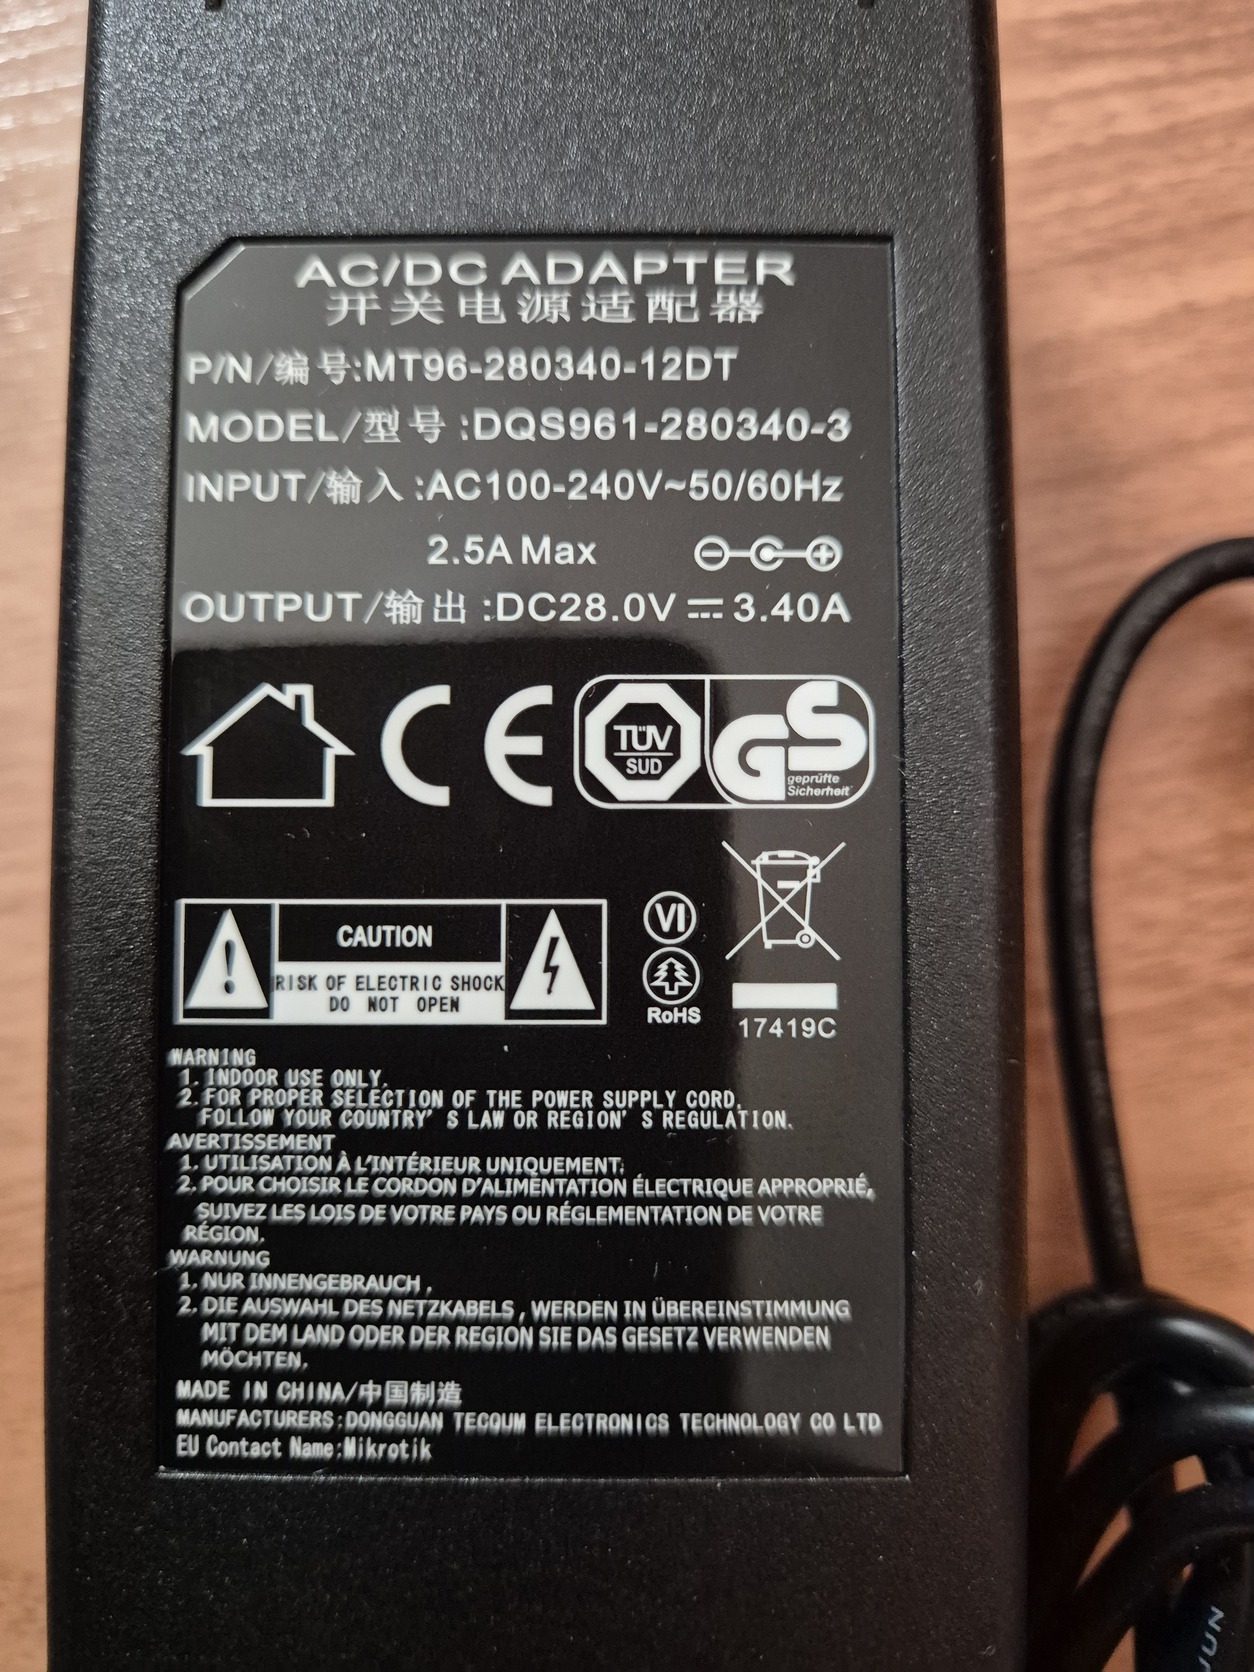 AC/DC ADAPTER
开关电源适配器
P/N/编号:MT96-280340-12DT
MODEL/型号:DQS961-280340-3
INPUT/输入:AC100-240V~50/60Hz
2.5A Max
OUTPUT/输出:DC28.0V⎓3.40A
CE
TÜV
SUD
GS
geprüfte
Sicherheit
CAUTION
RISK OF ELECTRIC SHOCK
DO NOT OPEN
VI
RoHS
17419C
WARNING
1. INDOOR USE ONLY.
2. FOR PROPER SELECTION OF THE POWER SUPPLY CORD,
FOLLOW YOUR COUNTRY'S LAW OR REGION'S REGULATION.
AVERTISSEMENT
1. UTILISATION À L'INTÉRIEUR UNIQUEMENT.
2. POUR CHOISIR LE CORDON D'ALIMENTATION ÉLECTRIQUE APPROPRIÉ,
SUIVEZ LES LOIS DE VOTRE PAYS OU RÉGLEMENTATION DE VOTRE
RÉGION.
WARNUNG
1. NUR INNENGEBRAUCH.
2. DIE AUSWAHL DES NETZKABELS, WERDEN IN ÜBEREINSTIMMUNG
MIT DEM LAND ODER DER REGION SIE DAS GESETZ VERWENDEN
MÖCHTEN.
MADE IN CHINA/中国制造
MANUFACTURERS:DONGGUAN TECQUM ELECTRONICS TECHNOLOGY CO LTD
EU Contact Name:Mikrotik